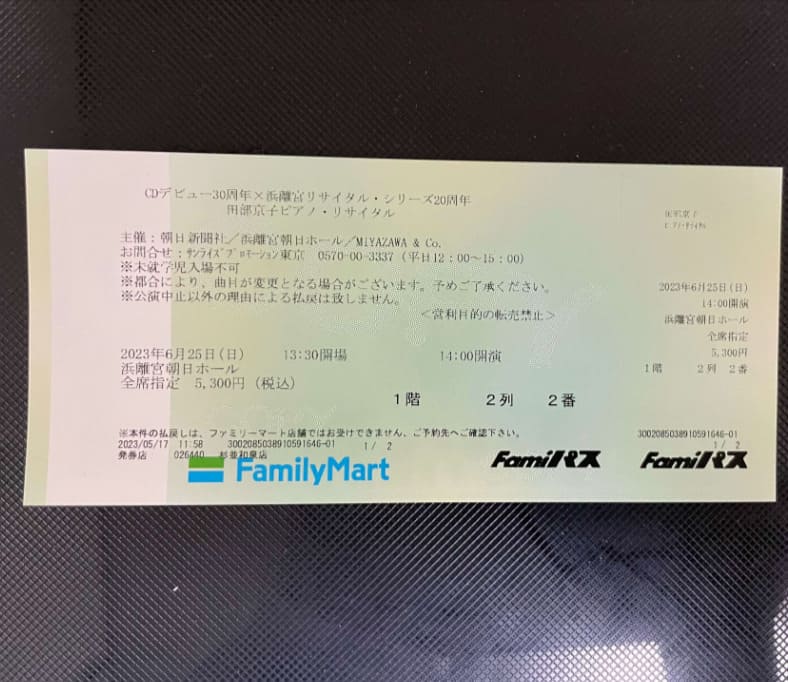 CDデビュー30周年×浜離宮リサイタル・シリーズ20周年
田部京子ピアノ・リサイタル
主催:朝日新聞社/浜離宮朝日ホール/MIYAZAWA & Co.
お問合せ:ｻﾝﾗｲｽﾞﾌﾟﾛﾓｰｼｮﾝ東京 0570-00-3337 (平日12:00~15:00)
※未就学児入場不可
※都合により、曲目が変更となる場合がございます。予めご了承ください。
※公演中止以外の理由による払戻は致しません。
<営利目的の転売禁止>
2023年6月25日(日) 13:30開場 14:00開演
浜離宮朝日ホール
全席指定 5,300円(税込)
1階 2列 2番
※本件の払戻しは、ファミリーマート店舗ではお受けできません、ご予約先へご確認下さい。
2023/05/17 11:58 3002085038910591646-01 1/ 2
発券店 026440 杉並和泉店
FamilyMart
Famiパス
田部京子
ﾋﾟｱﾉ･ﾘｻｲﾀﾙ
2023年6月25日(日)
14:00開演
浜離宮朝日ホール
全席指定
5,300円
1階 2列 2番
3002085038910591646-01
1/ 2
Famiパス